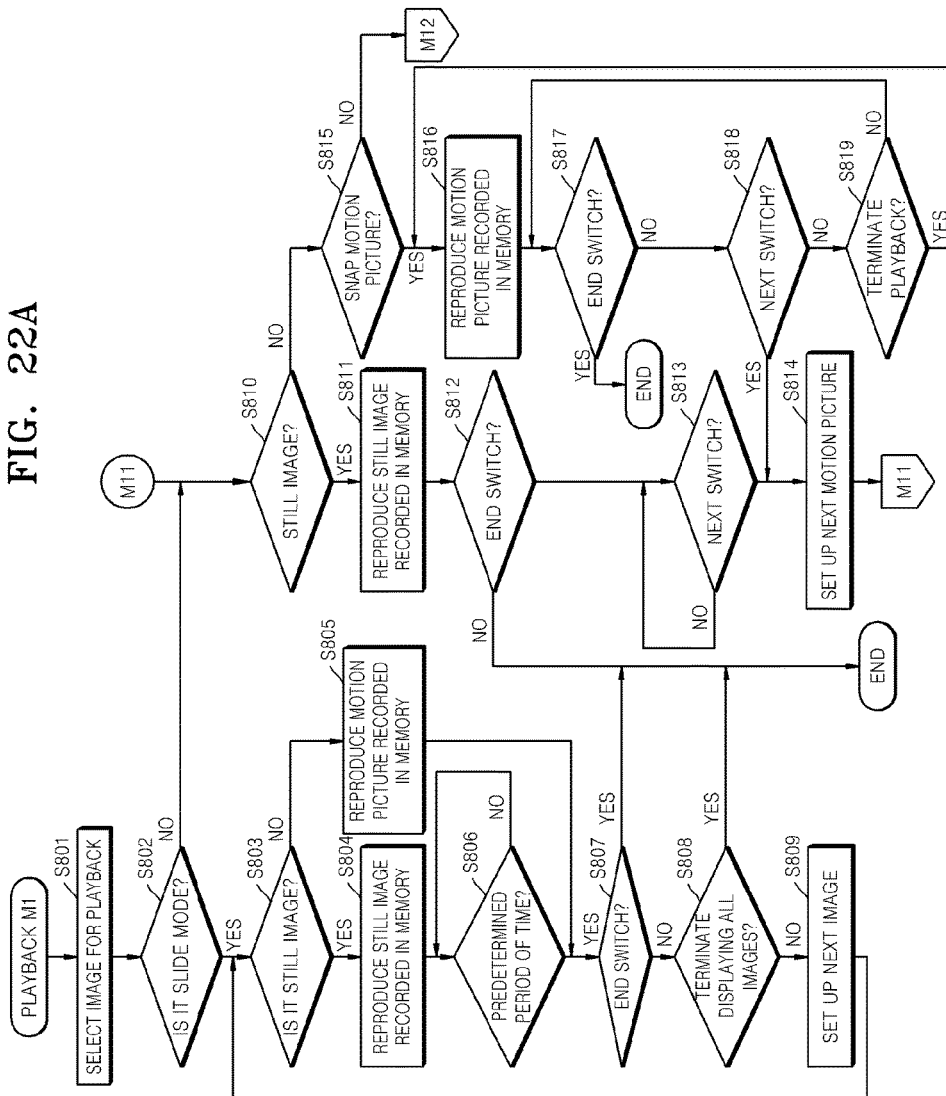 FIG. 22A
PLAYBACK M1
S801
SELECT IMAGE FOR PLAYBACK
S802
IS IT SLIDE MODE?
NO
YES
S803
IS IT STILL IMAGE?
NO
YES
S804
REPRODUCE STILL IMAGE
RECORDED IN MEMORY
S805
REPRODUCE MOTION
PICTURE RECORDED
IN MEMORY
S806
PREDETERMINED
PERIOD OF TIME?
NO
YES
S807
END SWITCH?
YES
NO
S808
TERMINATE
DISPLAYING ALL
IMAGES?
YES
NO
S809
SET UP NEXT IMAGE
END
M11
S810
STILL IMAGE?
NO
YES
S811
REPRODUCE STILL IMAGE
RECORDED IN MEMORY
S812
END SWITCH?
NO
S813
NEXT SWITCH?
NO
S814
SET UP NEXT MOTION PICTURE
M11
S815
SNAP MOTION
PICTURE?
NO
M12
YES
S816
REPRODUCE MOTION
PICTURE RECORDED
IN MEMORY
S817
END SWITCH?
YES
END
NO
S818
NEXT SWITCH?
YES
NO
S819
TERMINATE
PLAYBACK?
NO
YES